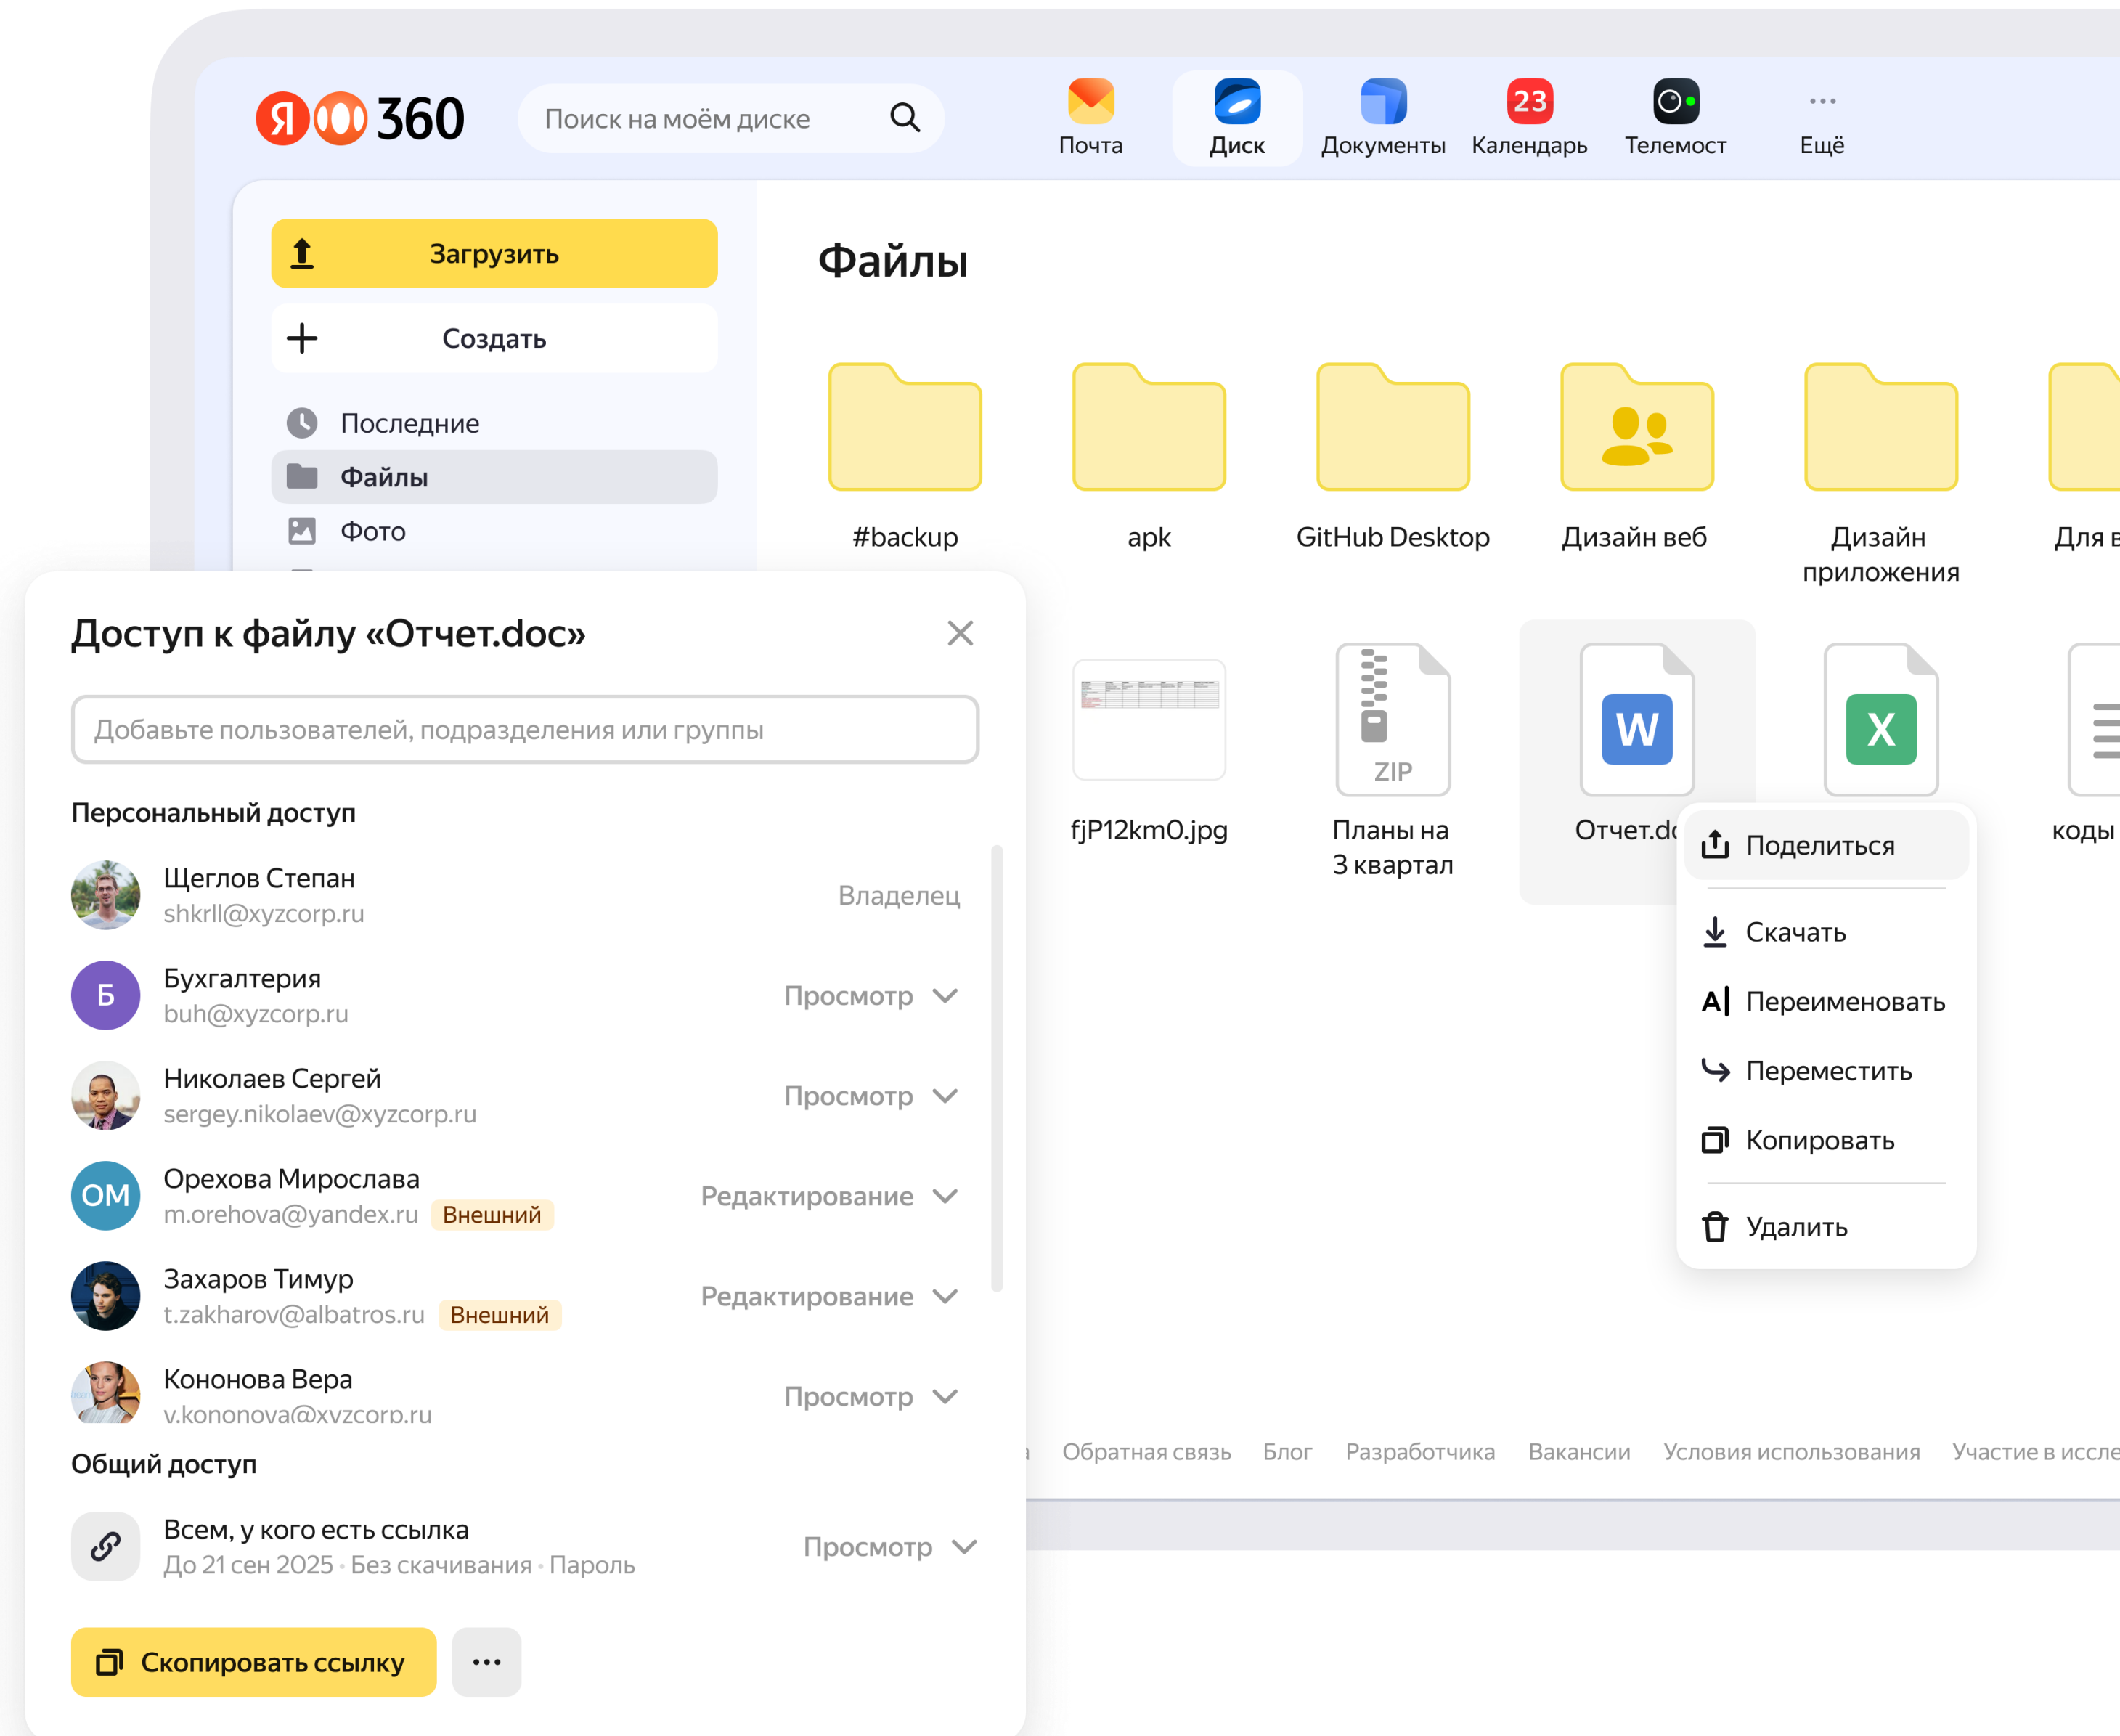 Я 360
Поиск на моём диске
Почта
Диск
Документы
23
Календарь
Телемост
Ещё
Загрузить
Создать
Последние
Файлы
Фото
Файлы
#backup
apk
GitHub Desktop
Дизайн веб
Дизайн
приложения
Для
fjP12km0.jpg
ZIP
Планы на
3 квартал
W
Отчет.do
X
коды
Поделиться
Скачать
A
Переименовать
Переместить
Копировать
Удалить
Доступ к файлу «Отчет.doc»
Добавьте пользователей, подразделения или группы
Персональный доступ
Щеглов Степан
shkrll@xyzcorp.ru
Владелец
Б
Бухгалтерия
buh@xyzcorp.ru
Просмотр
Николаев Сергей
sergey.nikolaev@xyzcorp.ru
Просмотр
ОМ
Орехова Мирослава
m.orehova@yandex.ru Внешний
Редактирование
Захаров Тимур
t.zakharov@albatros.ru Внешний
Редактирование
Кононова Вера
v.kononova@xyzcorp.ru
Просмотр
Общий доступ
Всем, у кого есть ссылка
До 21 сен 2025 • Без скачивания • Пароль
Просмотр
Скопировать ссылку
Обратная связь Блог Разработчика Вакансии Условия использования Участие в иссле